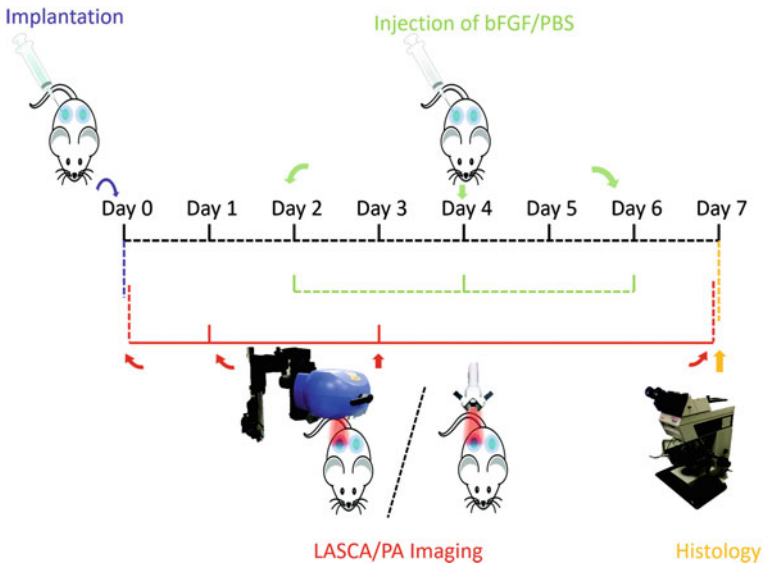 Implantation
Injection of bFGF/PBS
Day 0 Day 1 Day 2 Day 3 Day 4 Day 5 Day 6 Day 7
LASCA/PA Imaging
Histology